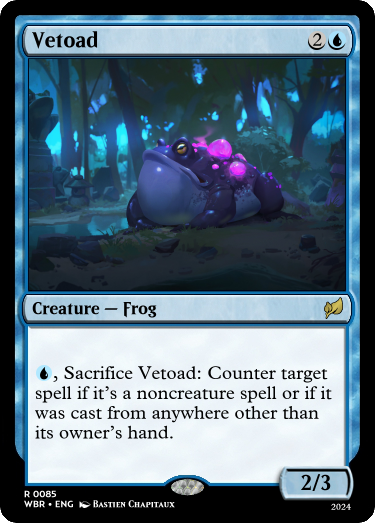 Vetoad 2
Creature — Frog
, Sacrifice Vetoad: Counter target
spell if it's a noncreature spell or if it
was cast from anywhere other than
its owner's hand.
2/3
R 0085
WBR • ENG Bastien Chapitaux
2024